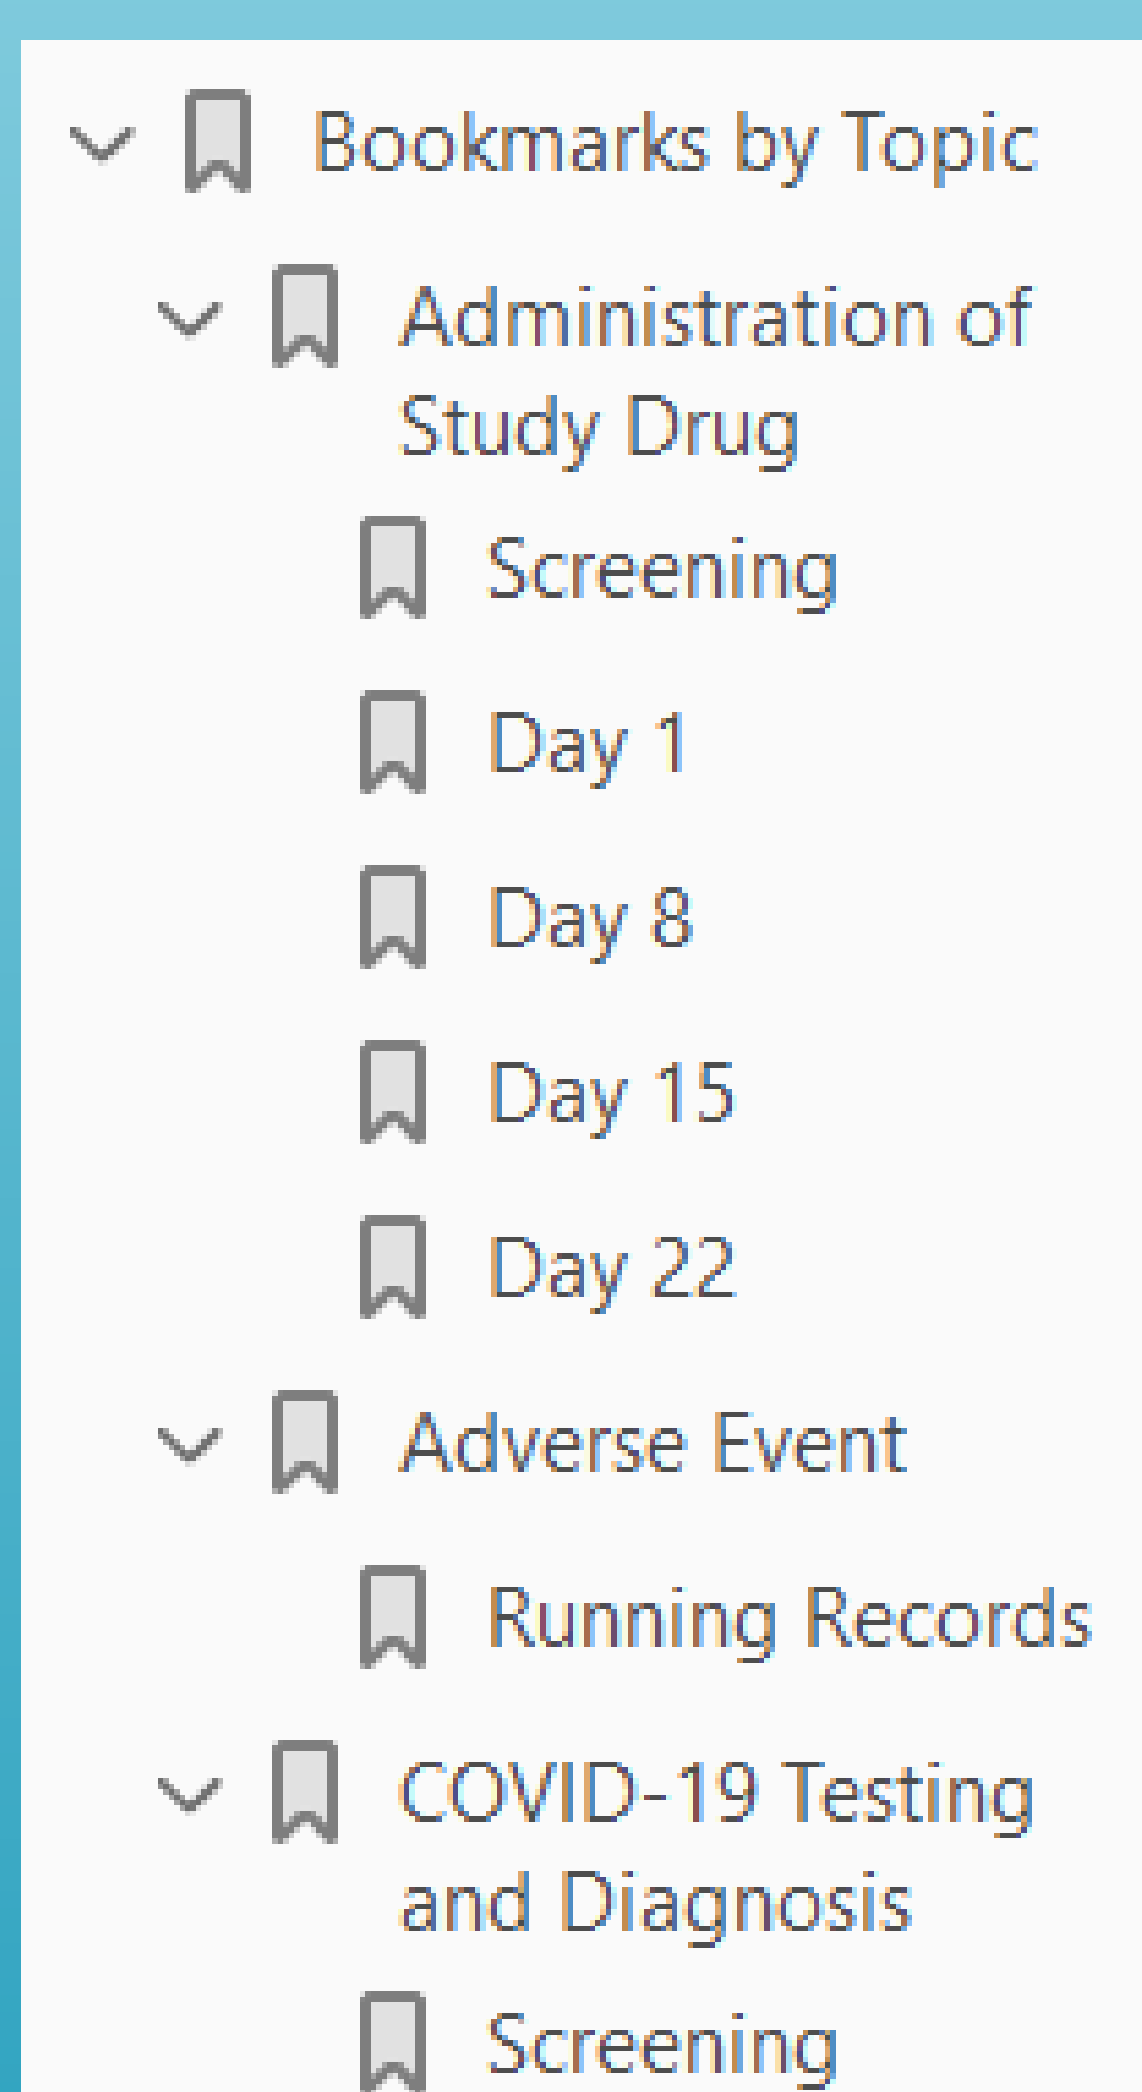 Bookmarks by Topic
Administration of
Study Drug
Screening
Day 1
Day 8
Day 15
Day 22
Adverse Event
Running Records
COVID-19 Testing
and Diagnosis
Screening